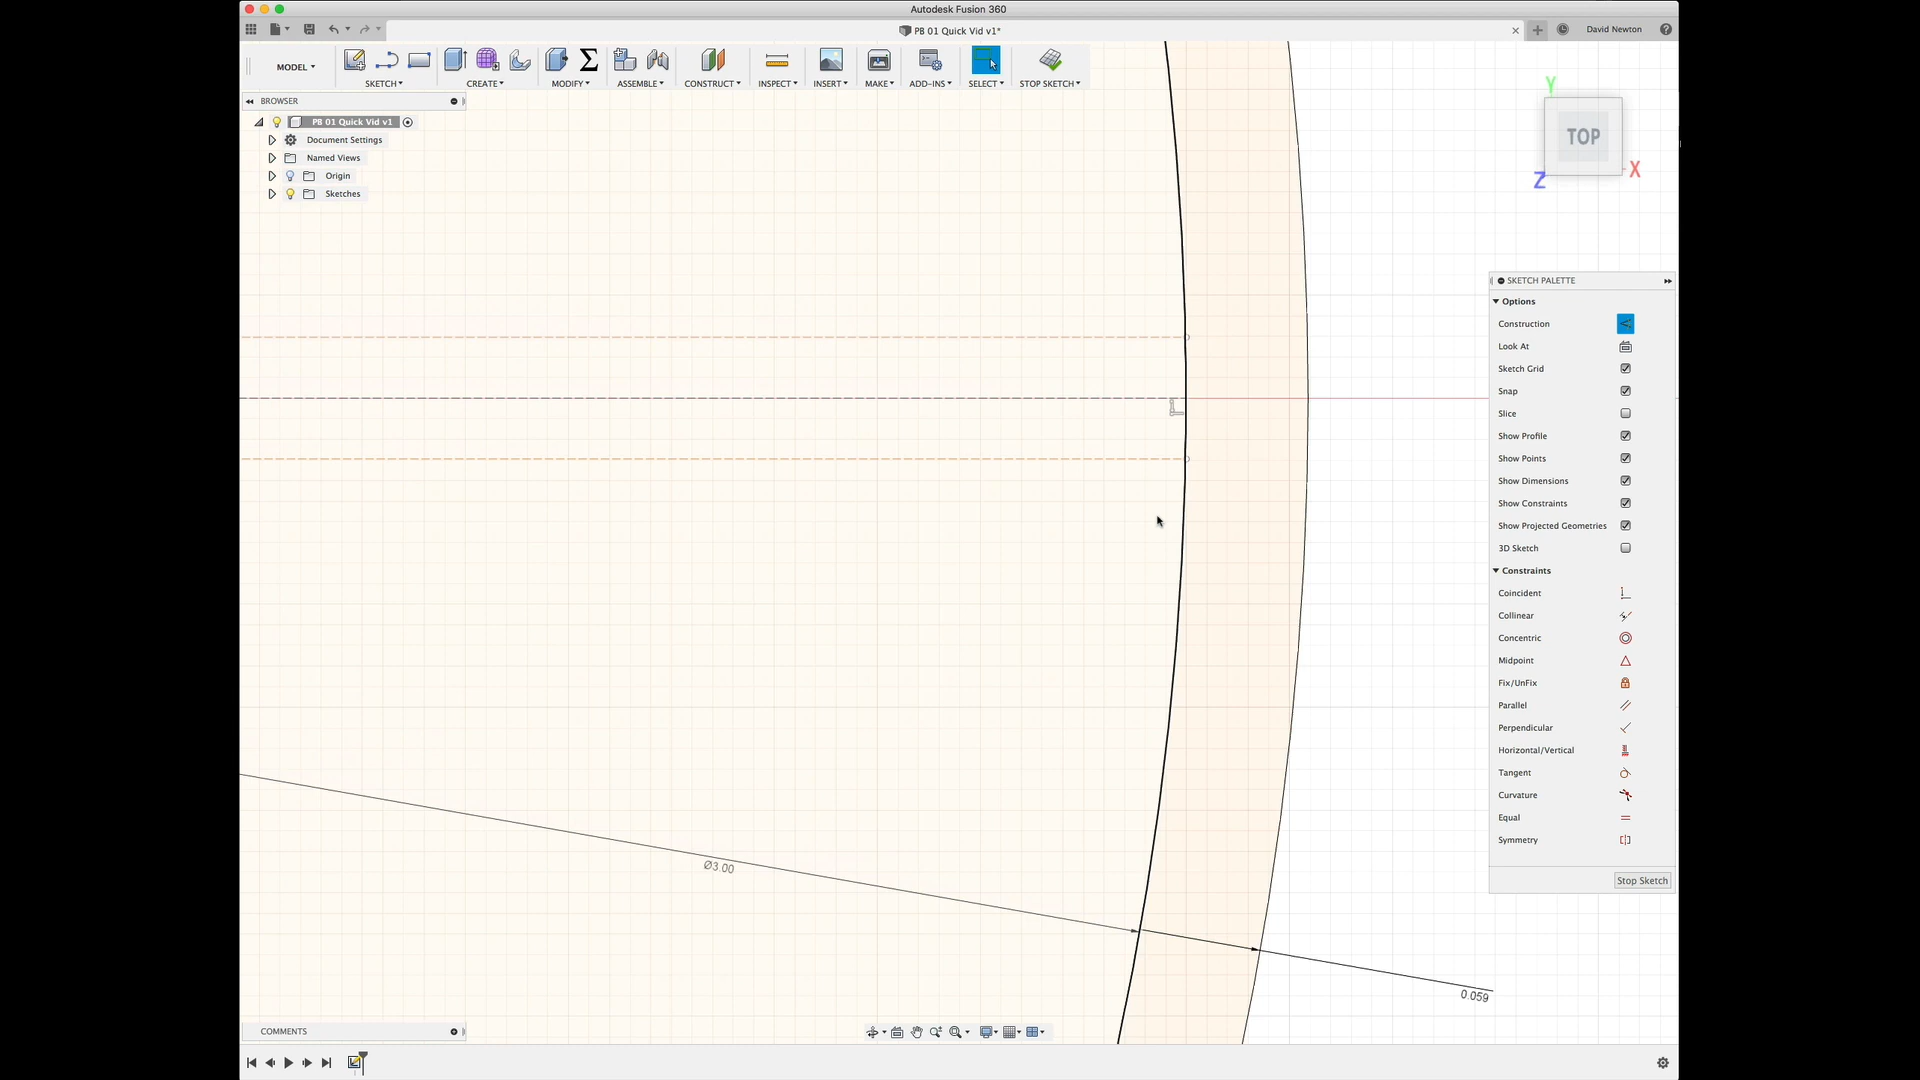 Autodesk Fusion 360
PB 01 Quick Vid v1*
David Newton
MODEL
SKETCH
CREATE
MODIFY
ASSEMBLE
CONSTRUCT
INSPECT
INSERT
MAKE
ADD-INS
SELECT
STOP SKETCH
BROWSER
PB 01 Quick Vid v1
Document Settings
Named Views
Origin
Sketches
Y
TOP
X
Z
SKETCH PALETTE
Options
Construction
Look At
Sketch Grid
Snap
Slice
Show Profile
Show Points
Show Dimensions
Show Constraints
Show Projected Geometries
3D Sketch
Constraints
Coincident
Collinear
Concentric
Midpoint
Fix/UnFix
Parallel
Perpendicular
Horizontal/Vertical
Tangent
Curvature
Equal
Symmetry
Stop Sketch
Ø3.00
0.059
COMMENTS